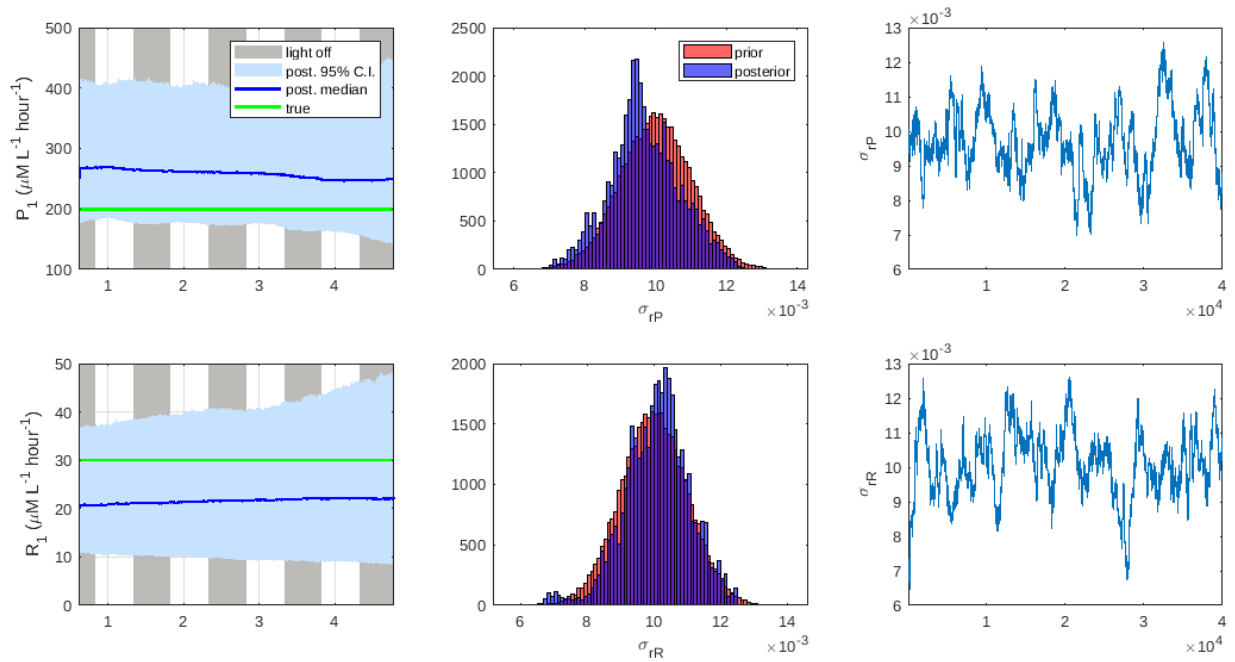 500
400
300
200
100
P1 (μM L-1 hour-1)
light off
post. 95% C.I.
post. median
true
1 2 3 4
2500
2000
1500
1000
500
0
prior
posterior
6 8 10 12 14
σrP
×10-3
×10-3
13
12
11
10
9
8
7
6
σrP
1 2 3 4
×104
50
40
30
20
10
0
R1 (μM L-1 hour-1)
1 2 3 4
2000
1500
1000
500
0
6 8 10 12 14
σrR
×10-3
×10-3
13
12
11
10
9
8
7
6
σrR
1 2 3 4
×104